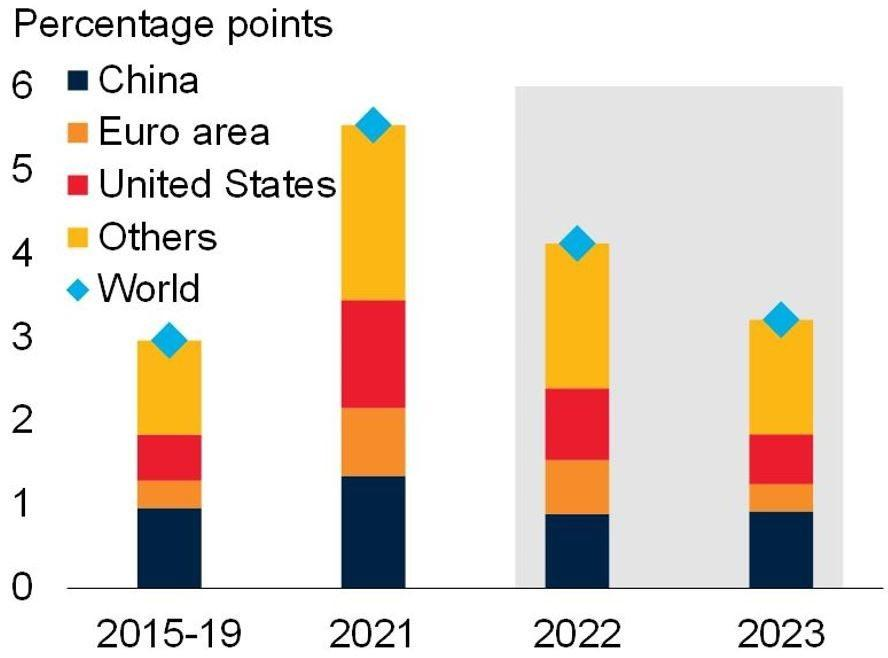 Percentage points
6
China
Euro area
5
United States
Others
4
World
3
2
1
0
2015-19 2021 2022 2023